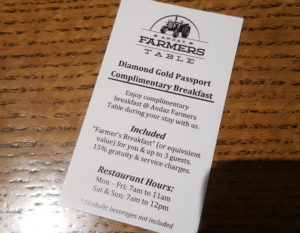 ANDAZ
FARMERS
TABLE
Diamond Gold Passport
Complimentary Breakfast
Enjoy complimentary
breakfast @ Andaz Farmers
Table during your stay with us.
Included
"Farmer's Breakfast" (or equivalent
value) for you & up to 3 guests.
15% gratuity & service charges.
Restaurant Hours:
Mon – Fri: 7am to 11am
Sat & Sun: 7am to 12pm
*Alcoholic beverages not included